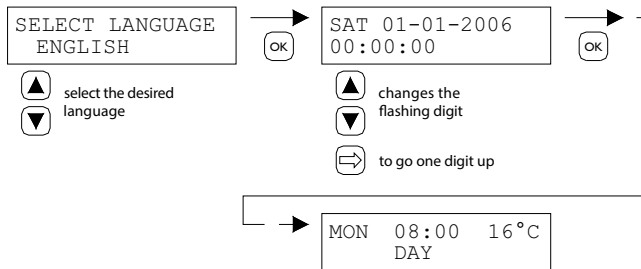 SELECT LANGUAGE
ENGLISH
OK
SAT 01-01-2006
00:00:00
OK
select the desired
language
changes the
flashing digit
to go one digit up
MON 08:00 16°C
DAY